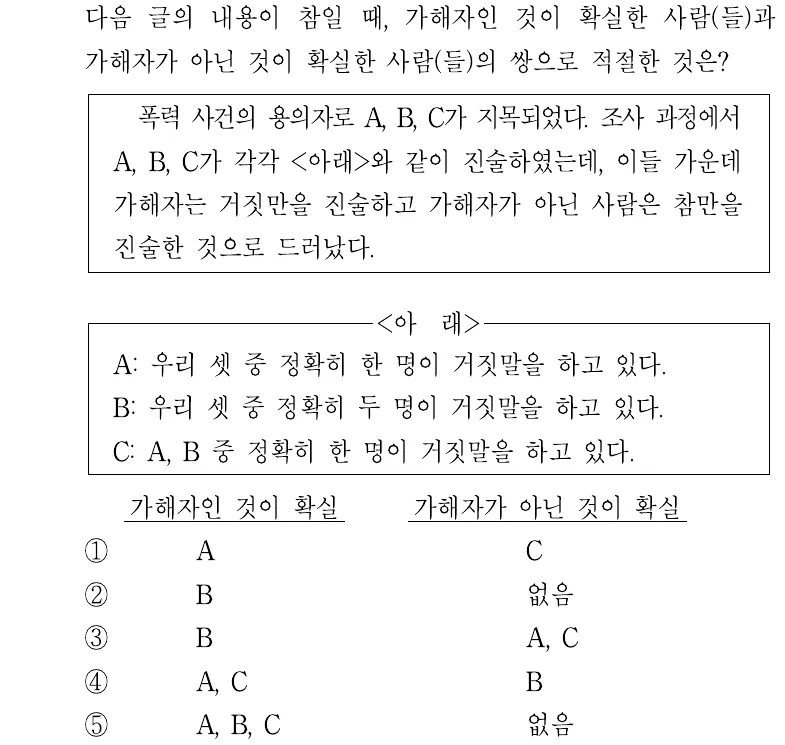 다음 글의 내용이 참일 때, 가해자인 것이 확실한 사람(들)과
가해자가 아닌 것이 확실한 사람(들)의 쌍으로 적절한 것은?
폭력 사건의 용의자로 A, B, C가 지목되었다. 조사 과정에서
A, B, C가 각각 <아래>와 같이 진술하였는데, 이들 가운데
가해자는 거짓만을 진술하고 가해자가 아닌 사람은 참만을
진술한 것으로 드러났다.
<아 래>
A: 우리 셋 중 정확히 한 명이 거짓말을 하고 있다.
B: 우리 셋 중 정확히 두 명이 거짓말을 하고 있다.
C: A, B 중 정확히 한 명이 거짓말을 하고 있다.
가해자인 것이 확실 가해자가 아닌 것이 확실
① A C
② B 없음
③ B A, C
④ A, C B
⑤ A, B, C 없음